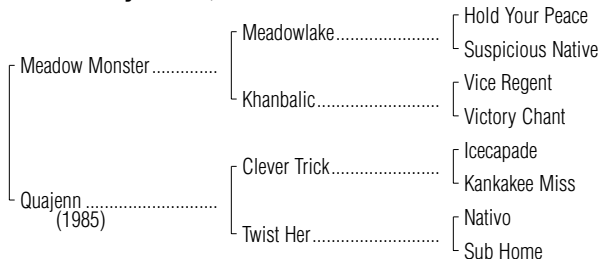 Hold Your Peace
Meadowlake
Suspicious Native
Meadow Monster
Vice Regent
Khanbalic
Victory Chant
Icecapade
Clever Trick
Kankakee Miss
Quajenn
(1985)
Nativo
Twist Her
Sub Home